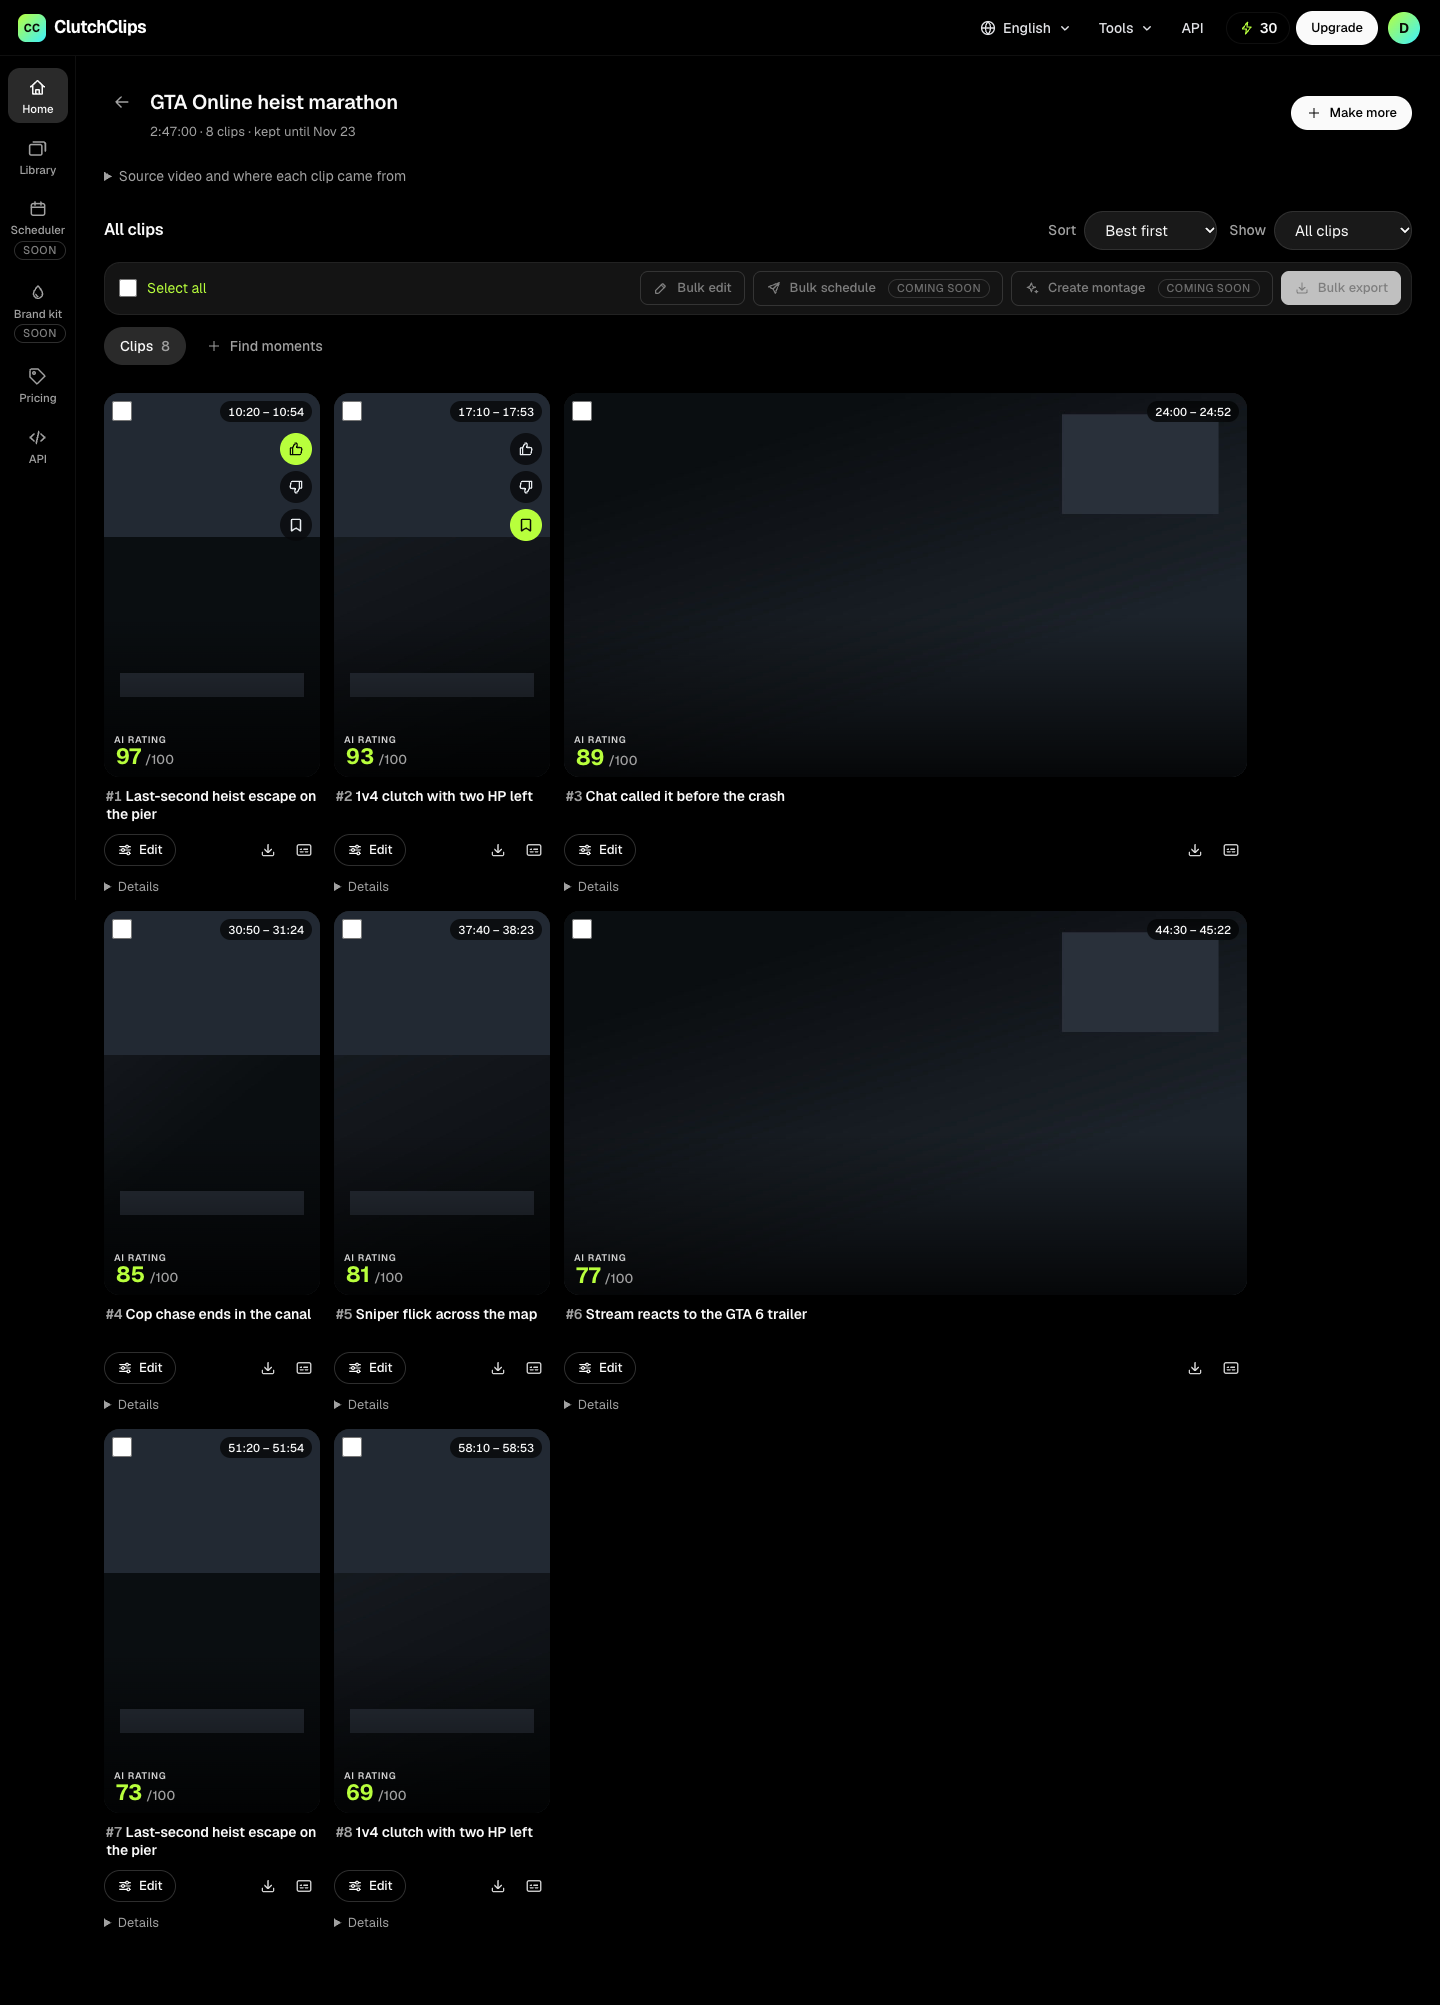 CC ClutchClips
English
Tools
API
30
Upgrade
D
Home
Library
Scheduler
SOON
Brand kit
SOON
Pricing
API
GTA Online heist marathon
2:47:00 · 8 clips · kept until Nov 23
Make more
Source video and where each clip came from
All clips
Sort
Best first
Show
All clips
Select all
Bulk edit
Bulk schedule COMING SOON
Create montage COMING SOON
Bulk export
Clips 8
Find moments
10:20 – 10:54
AI RATING
97 /100
#1 Last-second heist escape on
the pier
Edit
Details
17:10 – 17:53
AI RATING
93 /100
#2 1v4 clutch with two HP left
Edit
Details
24:00 – 24:52
AI RATING
89 /100
#3 Chat called it before the crash
Edit
Details
30:50 – 31:24
AI RATING
85 /100
#4 Cop chase ends in the canal
Edit
Details
37:40 – 38:23
AI RATING
81 /100
#5 Sniper flick across the map
Edit
Details
44:30 – 45:22
AI RATING
77 /100
#6 Stream reacts to the GTA 6 trailer
Edit
Details
51:20 – 51:54
AI RATING
73 /100
#7 Last-second heist escape on
the pier
Edit
Details
58:10 – 58:53
AI RATING
69 /100
#8 1v4 clutch with two HP left
Edit
Details